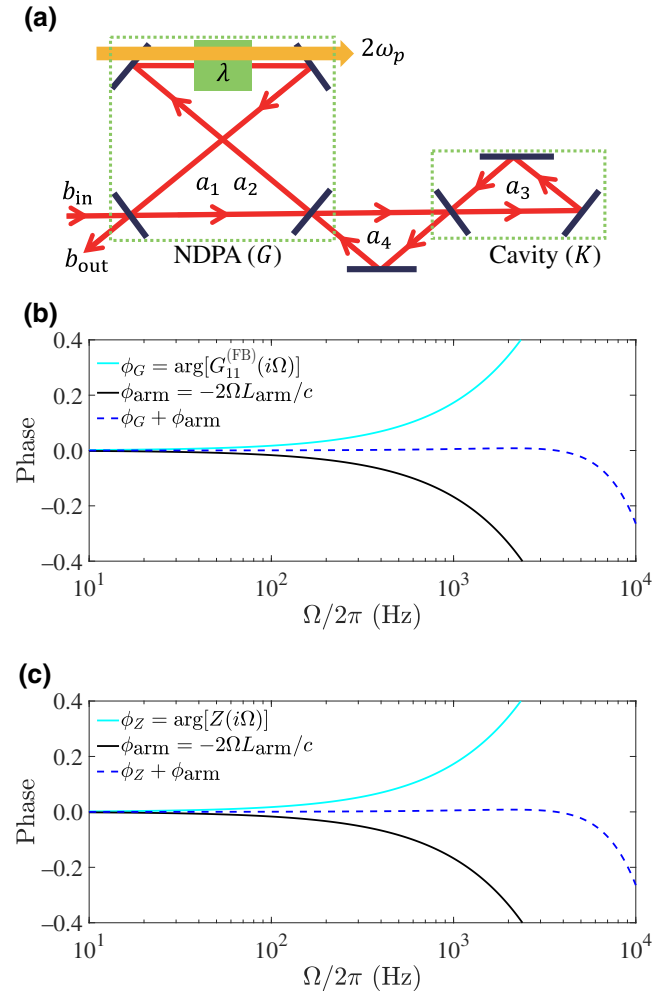 (a)
2ω_p
λ
a_1 a_2
a_3
b_in
a_4
b_out
NDPA (G)
Cavity (K)
(b)
0.4
0.2
0.0
−0.2
−0.4
Phase
ϕ_G = arg[G_11^(FB)(iΩ)]
ϕ_arm = −2ΩL_arm/c
ϕ_G + ϕ_arm
10^1
10^2
10^3
10^4
Ω/2π (Hz)
(c)
0.4
0.2
0.0
−0.2
−0.4
Phase
ϕ_Z = arg[Z(iΩ)]
ϕ_arm = −2ΩL_arm/c
ϕ_Z + ϕ_arm
10^1
10^2
10^3
10^4
Ω/2π (Hz)